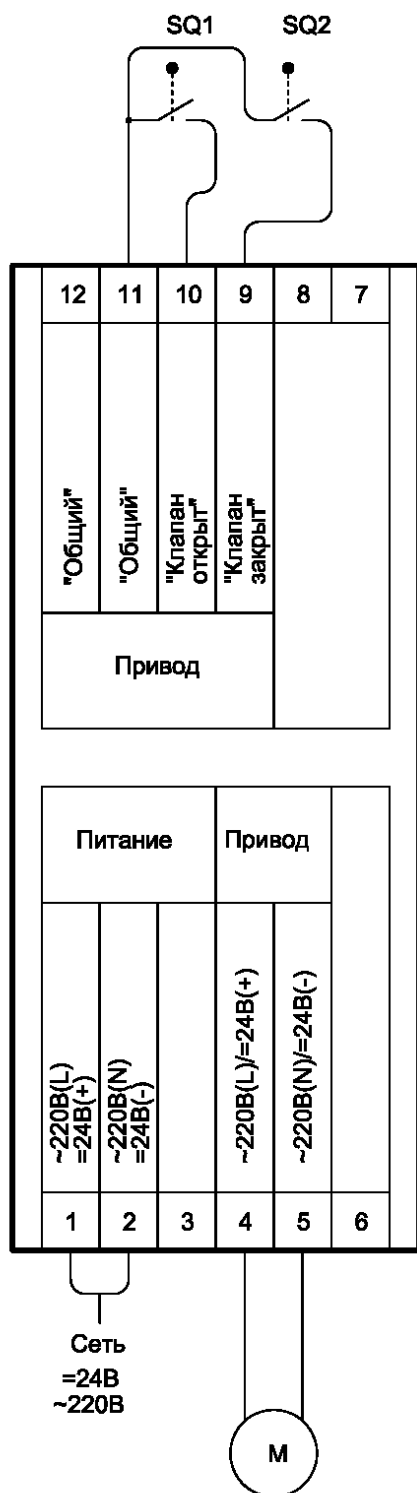 SQ1 SQ2
12 11 10 9 8 7
"Общий"
"Общий"
"Клапан
открыт"
"Клапан
закрыт"
Привод
Питание
Привод
~220В(L)
=24В(+)
~220В(N)
=24В(-)
~220В(L)/=24В(+)
~220В(N)/=24В(-)
1 2 3 4 5 6
Сеть
=24В
~220В
М